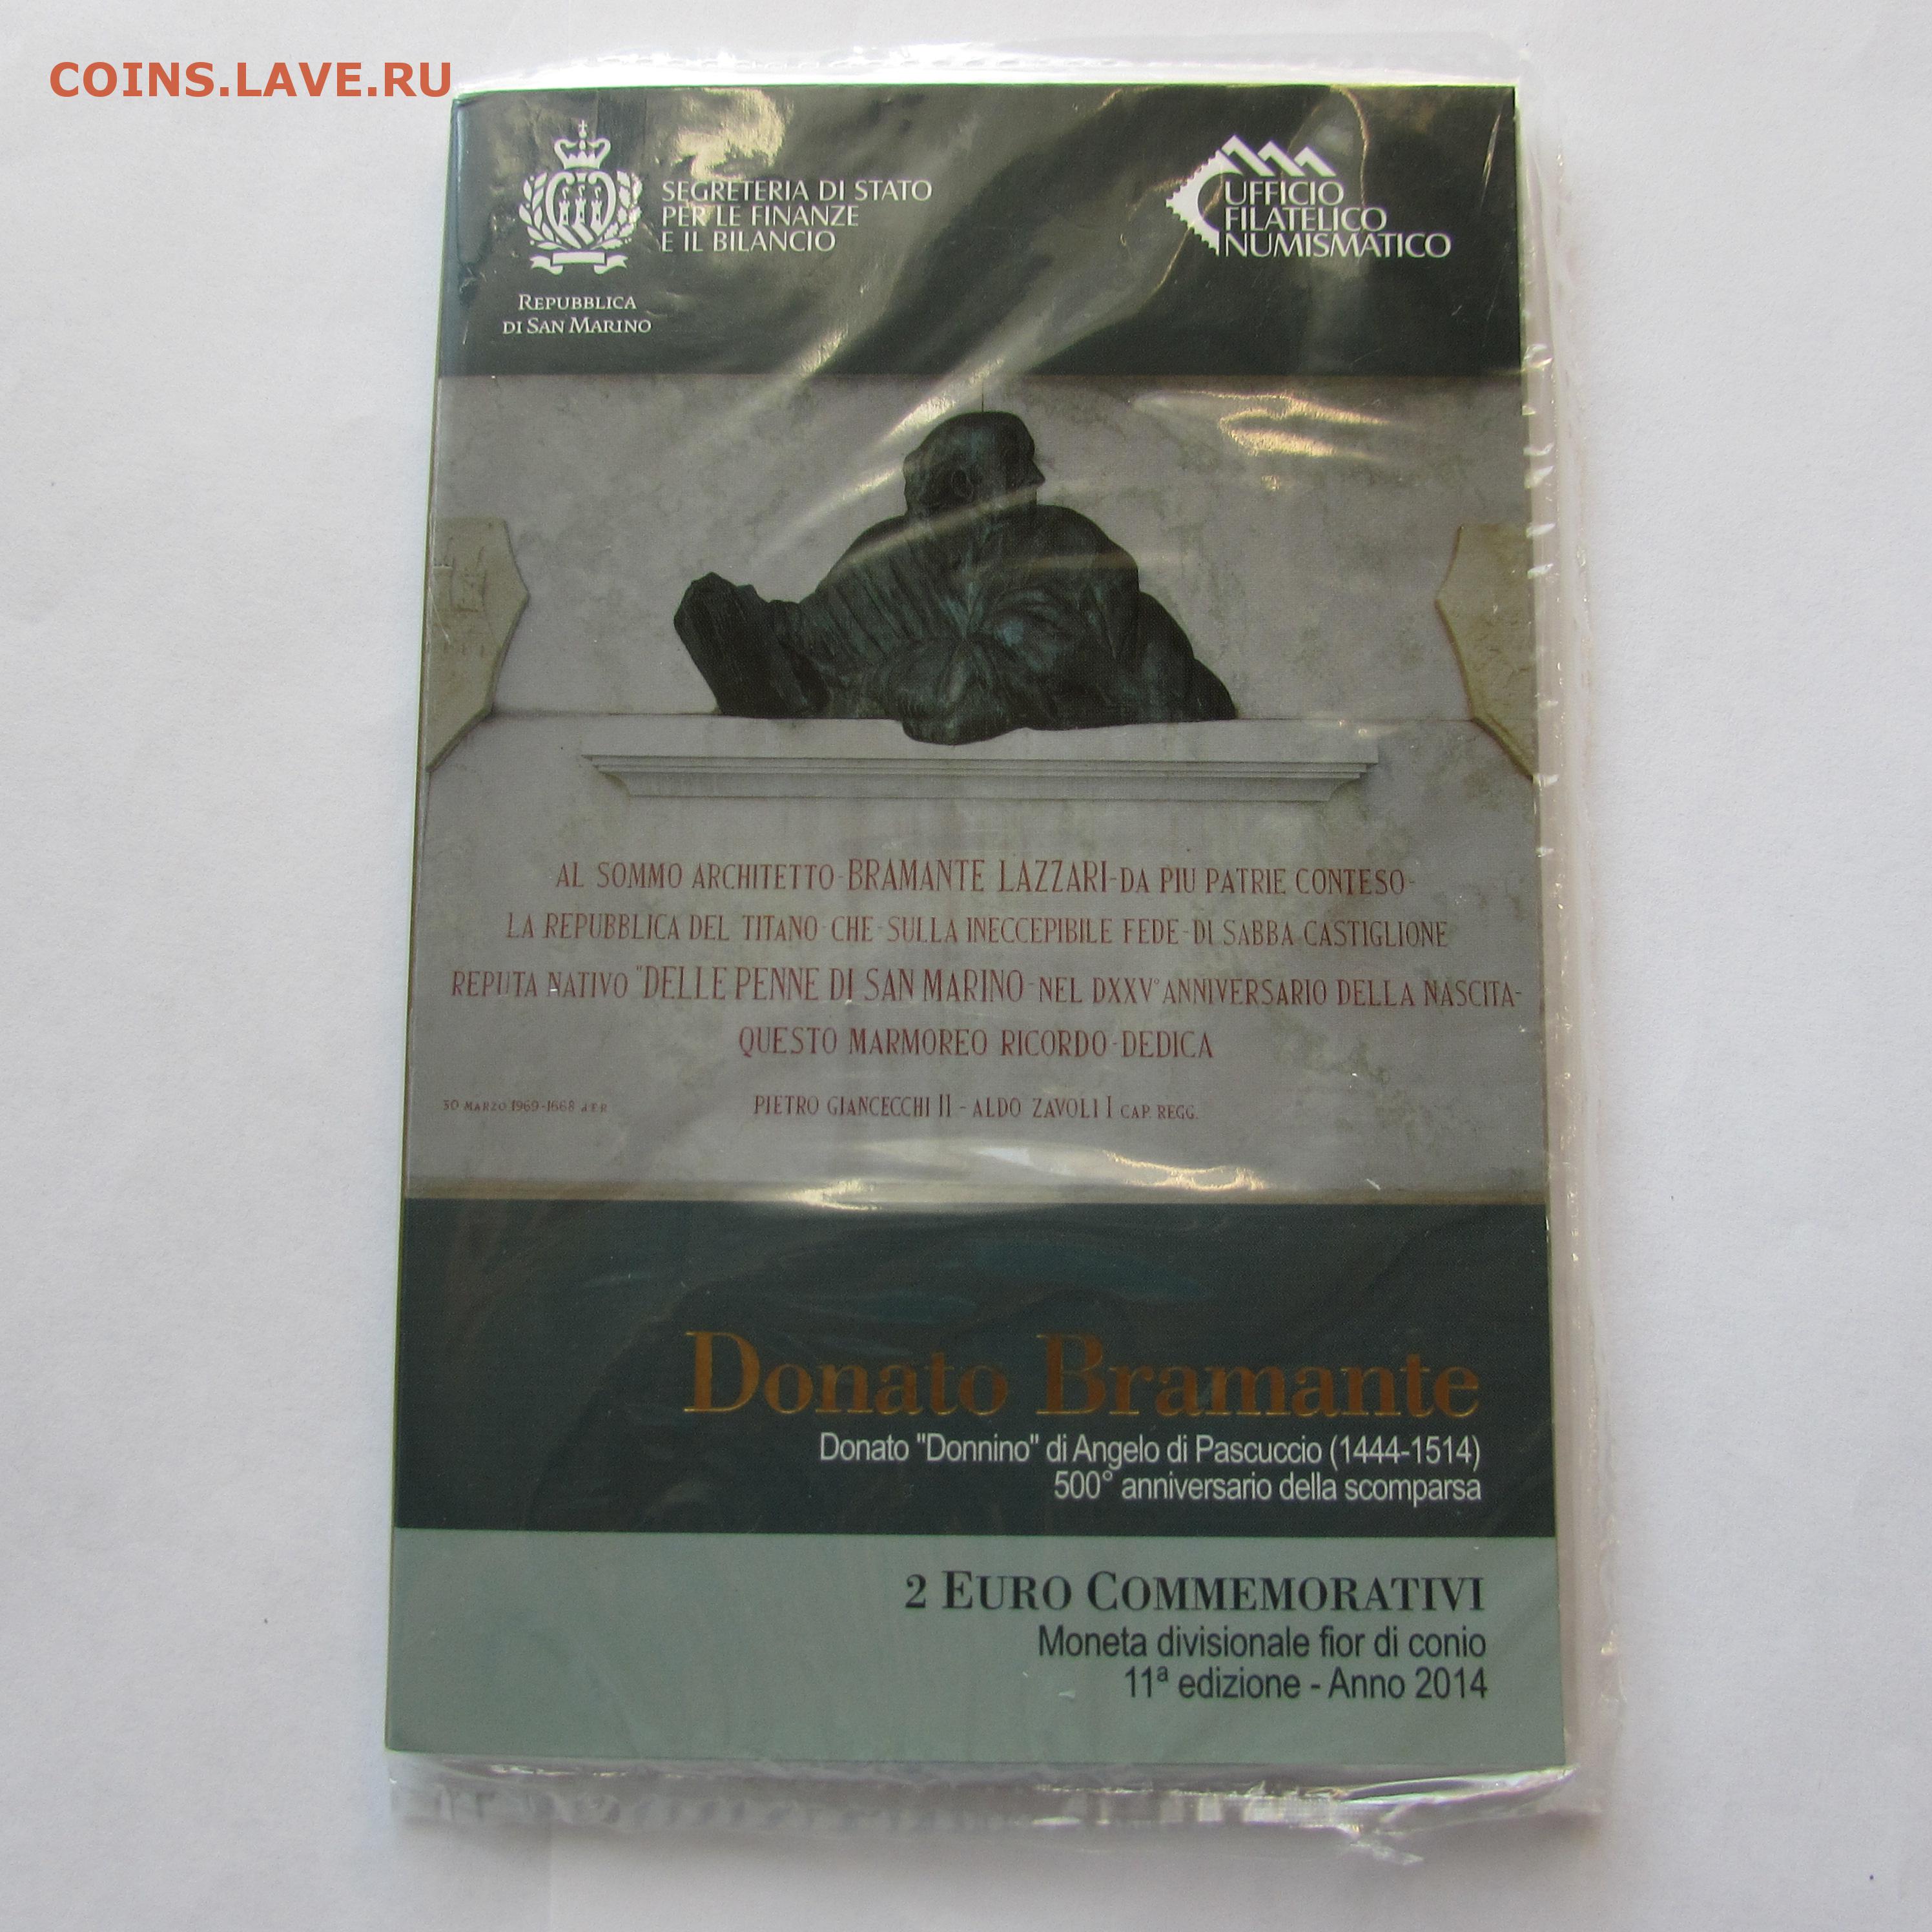 COINS.LAVE.RU
SEGRETERIA DI STATO
PER LE FINANZE
E IL BILANCIO
REPUBBLICA
DI SAN MARINO
UFFICIO
FILATELICO
NUMISMATICO
AL SOMMO ARCHITETTO-BRAMANTE LAZZARI-DA PIU PATRIE CONTESO-
LA REPUBBLICA DEL TITANO-CHE-SULLA INECCEPIBILE FEDE-DI SABBA CASTIGLIONE
REPUTA NATIVO "DELLE PENNE DI SAN MARINO-NEL DXXV° ANNIVERSARIO DELLA NASCITA-
QUESTO MARMOREO RICORDO-DEDICA
30 MARZO 1969-1668 d.F.R.
PIETRO GIANCECCHI II - ALDO ZAVOLI I CAP. REGG.
Donato Bramante
Donato "Donnino" di Angelo di Pascuccio (1444-1514)
500° anniversario della scomparsa
2 EURO COMMEMORATIVI
Moneta divisionale fior di conio
11ª edizione - Anno 2014